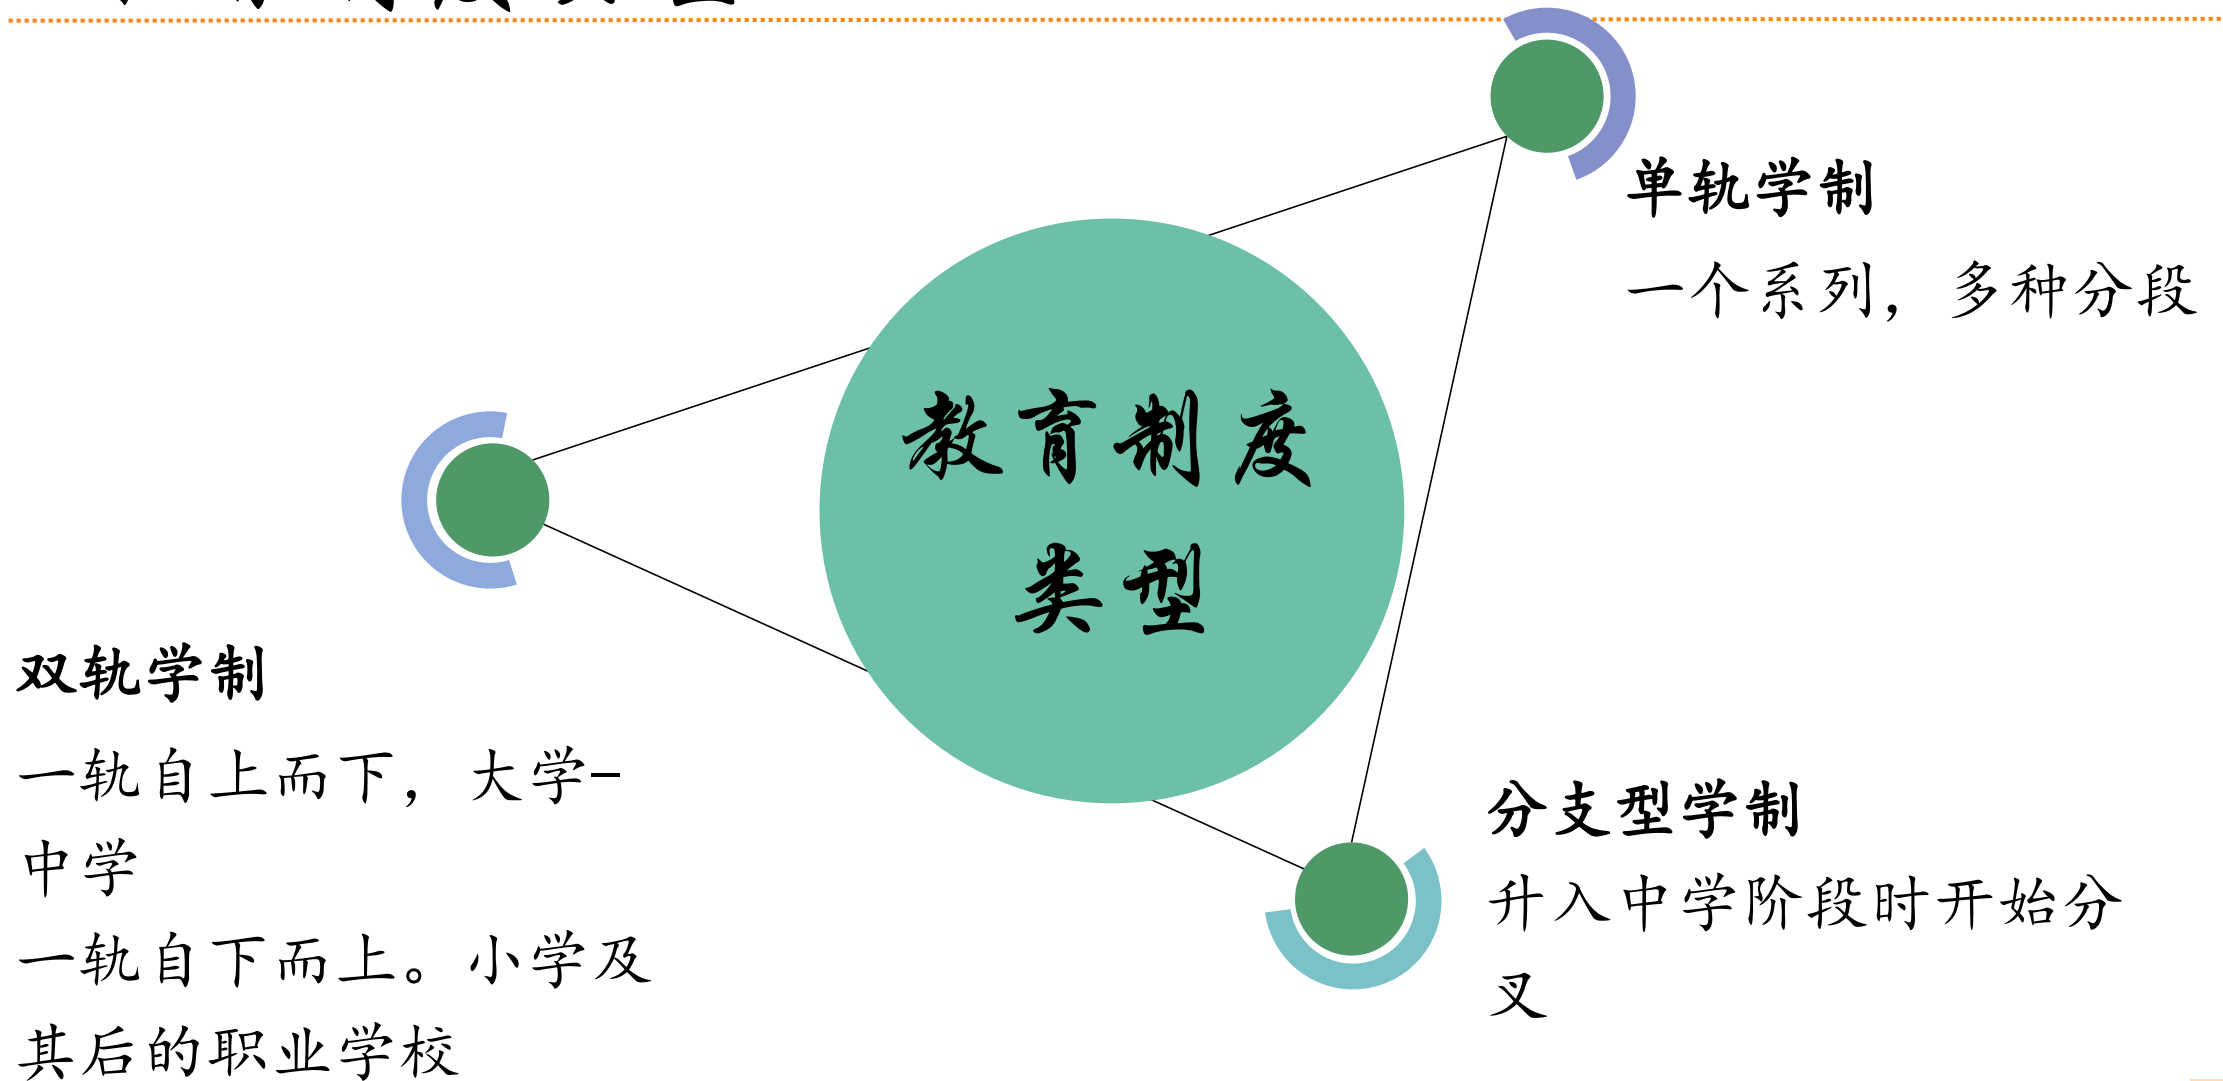 单轨学制
一个系列，多种分段
教育制度
类型
双轨学制
一轨自上而下，大学-
中学
一轨自下而上。小学及
其后的职业学校
分支型学制
升入中学阶段时开始分
叉